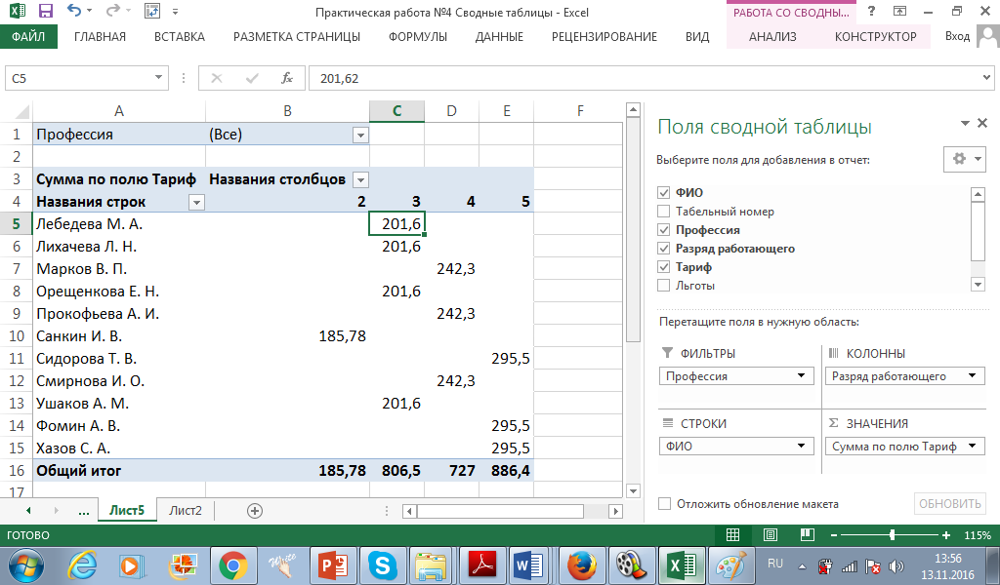 Практическая работа №4 Сводные таблицы - Excel
РАБОТА СО СВОДНЫ...
?
ФАЙЛ ГЛАВНАЯ ВСТАВКА РАЗМЕТКА СТРАНИЦЫ ФОРМУЛЫ ДАННЫЕ РЕЦЕНЗИРОВАНИЕ ВИД АНАЛИЗ КОНСТРУКТОР Вход
C5 fx 201,62
A B C D E F
1 Профессия (Все)
2
3 Сумма по полю Тариф Названия столбцов
4 Названия строк 2 3 4 5
5 Лебедева М. А. 201,6
6 Лихачева Л. Н. 201,6
7 Марков В. П. 242,3
8 Орещенкова Е. Н. 201,6
9 Прокофьева А. И. 242,3
10 Санкин И. В. 185,78
11 Сидорова Т. В. 295,5
12 Смирнова И. О. 242,3
13 Ушаков А. М. 201,6
14 Фомин А. В. 295,5
15 Хазов С. А. 295,5
16 Общий итог 185,78 806,5 727 886,4
17
Поля сводной таблицы
Выберите поля для добавления в отчет:
ФИО
Табельный номер
Профессия
Разряд работающего
Тариф
Льготы
Перетащите поля в нужную область:
ФИЛЬТРЫ КОЛОННЫ
Профессия Разряд работающего
СТРОКИ Σ ЗНАЧЕНИЯ
ФИО Сумма по полю Тариф
Отложить обновление макета ОБНОВИТЬ
... Лист5 Лист2
ГОТОВО 115%
Write
RU
13:56
13.11.2016